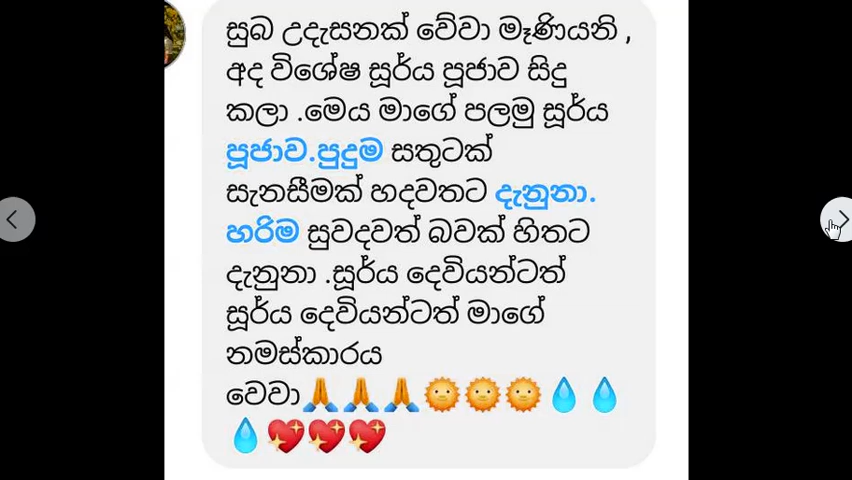 සුබ උදැසනක් වේවා මෑණියනි ,
අද විශේෂ සූර්ය පූජාව සිදු
කලා .මෙය මාගේ පලමු සූර්ය
පූජාව.පුදුම සතුටක්
සැනසීමක් හදවතට දැනුනා.
හරිම සුවදවත් බවක් හිතට
දැනුනා .සූර්ය දෙවියන්ටත්
සූර්ය දෙවියන්ටත් මාගේ
නමස්කාරය
වෙවා🙏🙏🙏🌞🌞🌞💧💧
💧💖💖💖